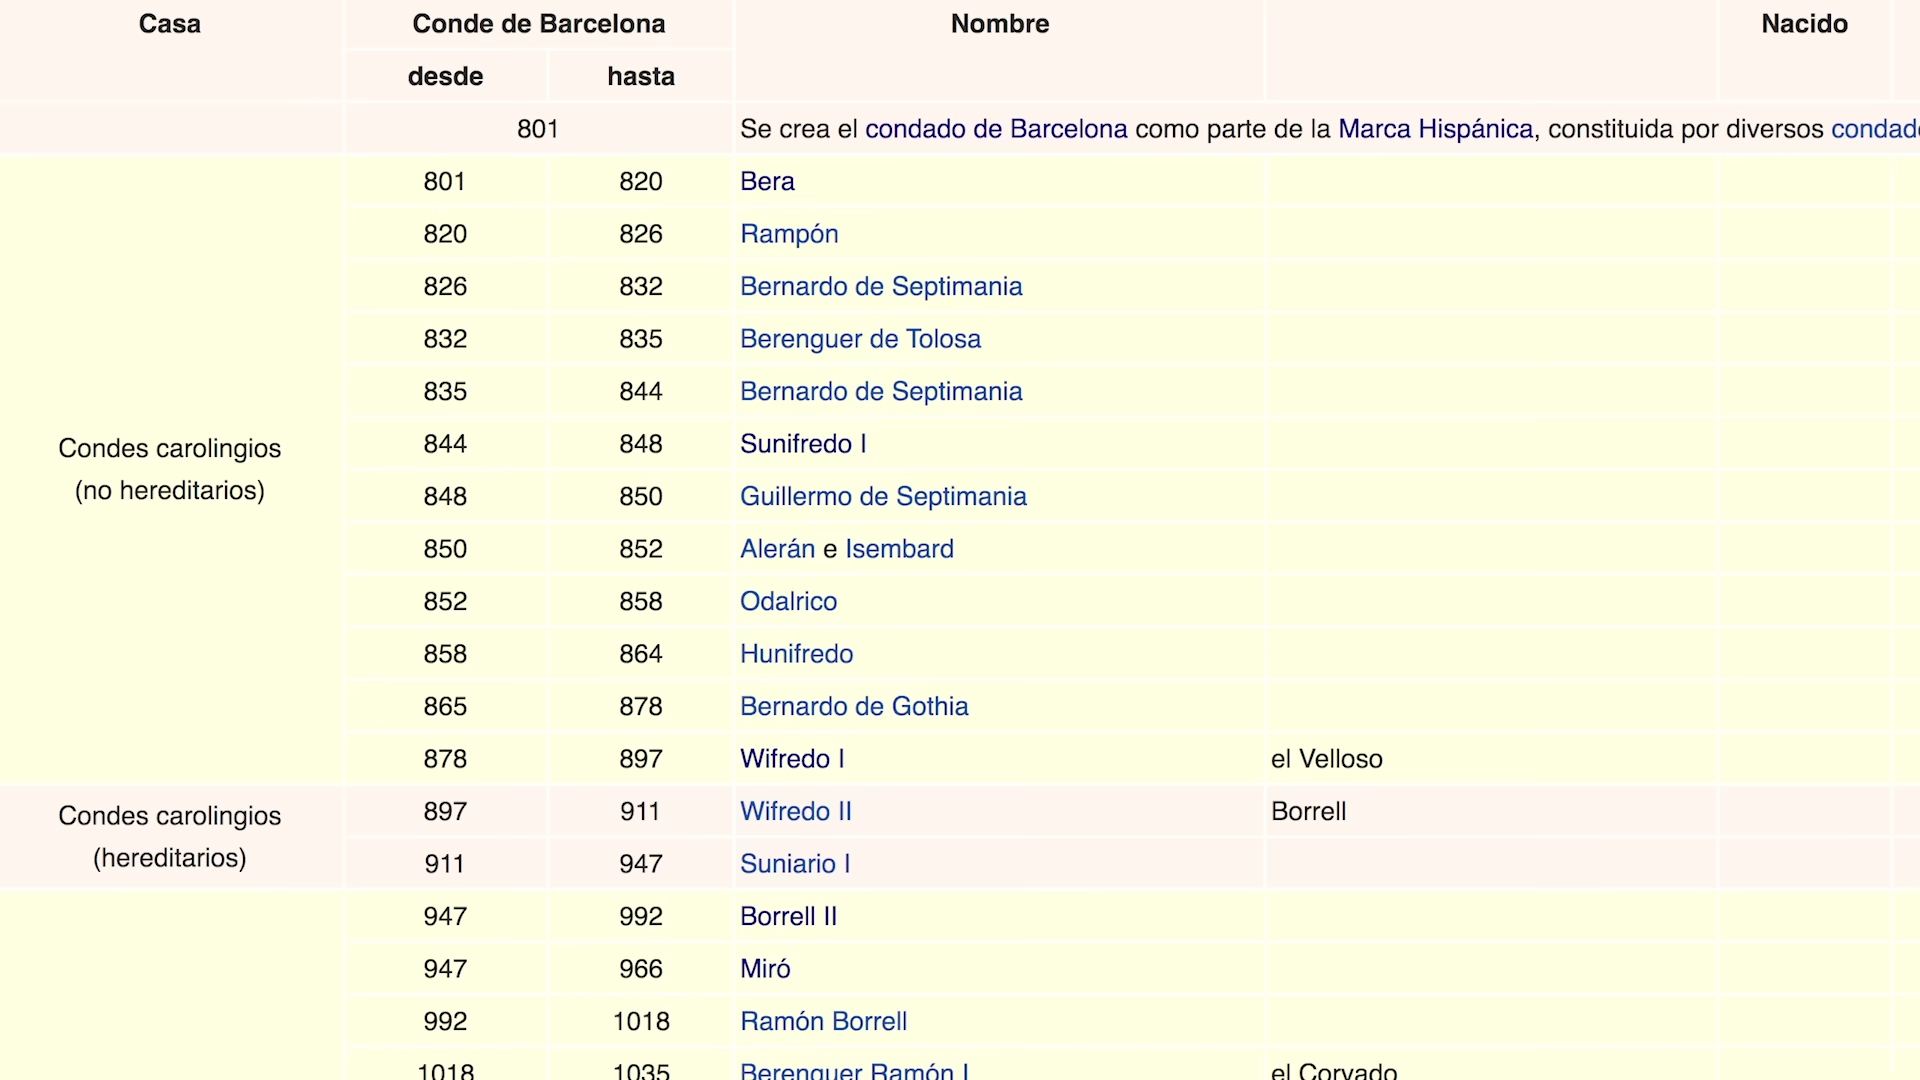 Casa Conde de Barcelona Nombre Nacido
desde hasta
801 Se crea el condado de Barcelona como parte de la Marca Hispánica, constituida por diversos condado
801 820 Bera
820 826 Rampón
826 832 Bernardo de Septimania
832 835 Berenguer de Tolosa
835 844 Bernardo de Septimania
844 848 Sunifredo I
Condes carolingios
(no hereditarios)
848 850 Guillermo de Septimania
850 852 Alerán e Isembard
852 858 Odalrico
858 864 Hunifredo
865 878 Bernardo de Gothia
878 897 Wifredo I el Velloso
Condes carolingios
(hereditarios)
897 911 Wifredo II Borrell
911 947 Suniario I
947 992 Borrell II
947 966 Miró
992 1018 Ramón Borrell
1018 1035 Berenguer Ramón I el Corvado